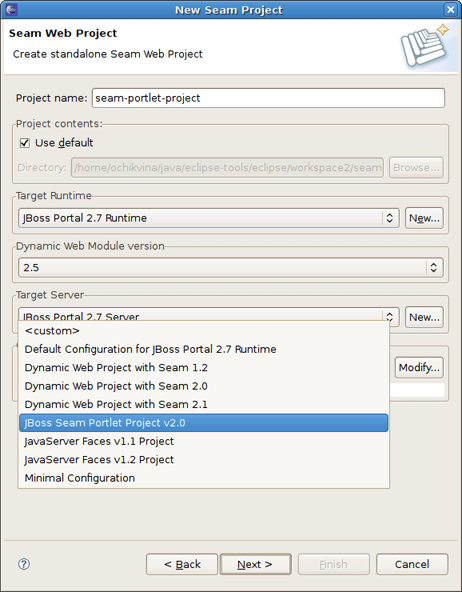 New Seam Project
Seam Web Project
Create standalone Seam Web Project
Project name: seam-portlet-project
Project contents:
Use default
Directory: /home/ochikvina/java/eclipse-tools/eclipse/workspace2/seam Browse...
Target Runtime
JBoss Portal 2.7 Runtime New...
Dynamic Web Module version
2.5
Target Server
JBoss Portal 2.7 Server New...
<custom>
Default Configuration for JBoss Portal 2.7 Runtime
Dynamic Web Project with Seam 1.2 Modify...
Dynamic Web Project with Seam 2.0
Dynamic Web Project with Seam 2.1
JBoss Seam Portlet Project v2.0
JavaServer Faces v1.1 Project
JavaServer Faces v1.2 Project
Minimal Configuration
? < Back Next > Finish Cancel